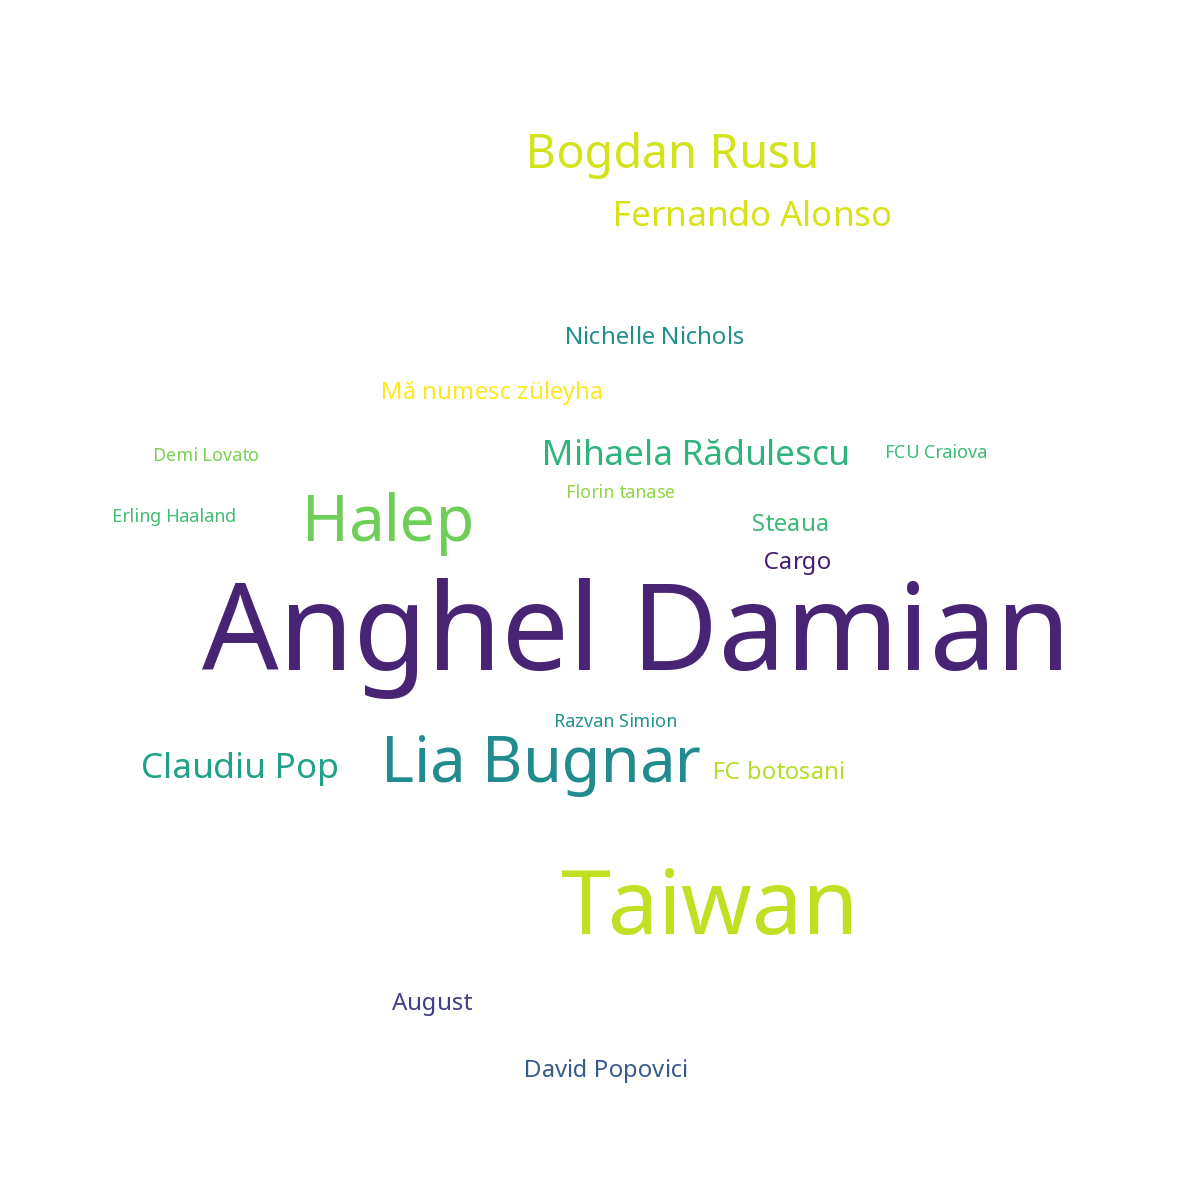 Bogdan Rusu
Fernando Alonso
Nichelle Nichols
Mă numesc züleyha
Mihaela Rădulescu
FCU Craiova
Demi Lovato
Florin tanase
Erling Haaland
Halep
Steaua
Cargo
Anghel Damian
Razvan Simion
Claudiu Pop
Lia Bugnar
FC botosani
Taiwan
August
David Popovici